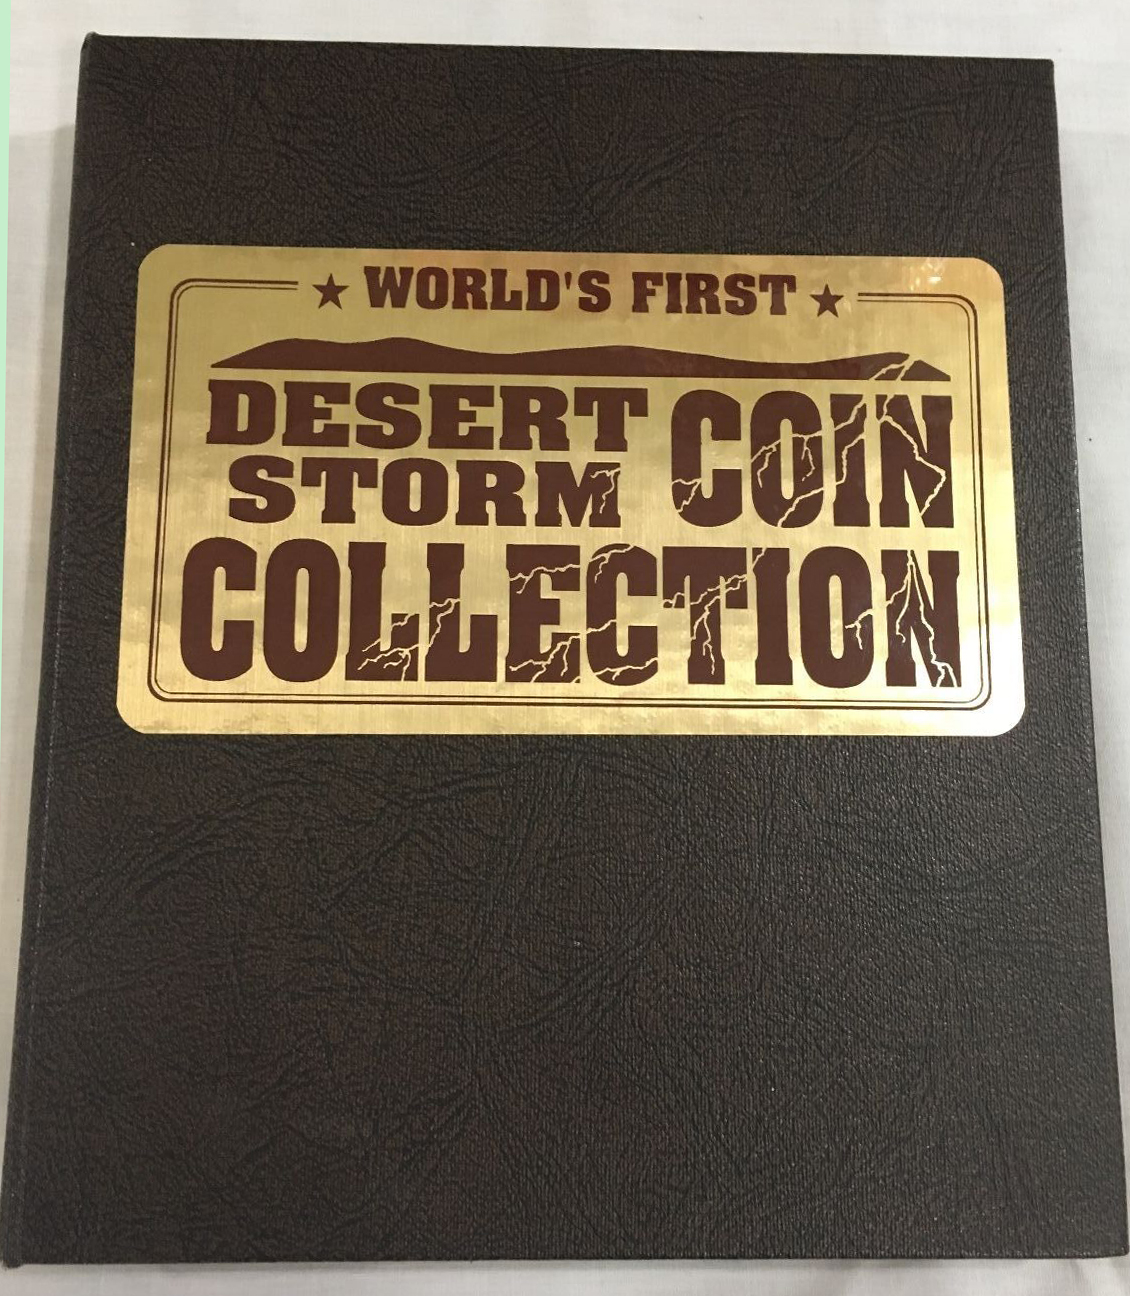 ★ WORLD'S FIRST ★
DESERT
STORM
COIN
COLLECTION